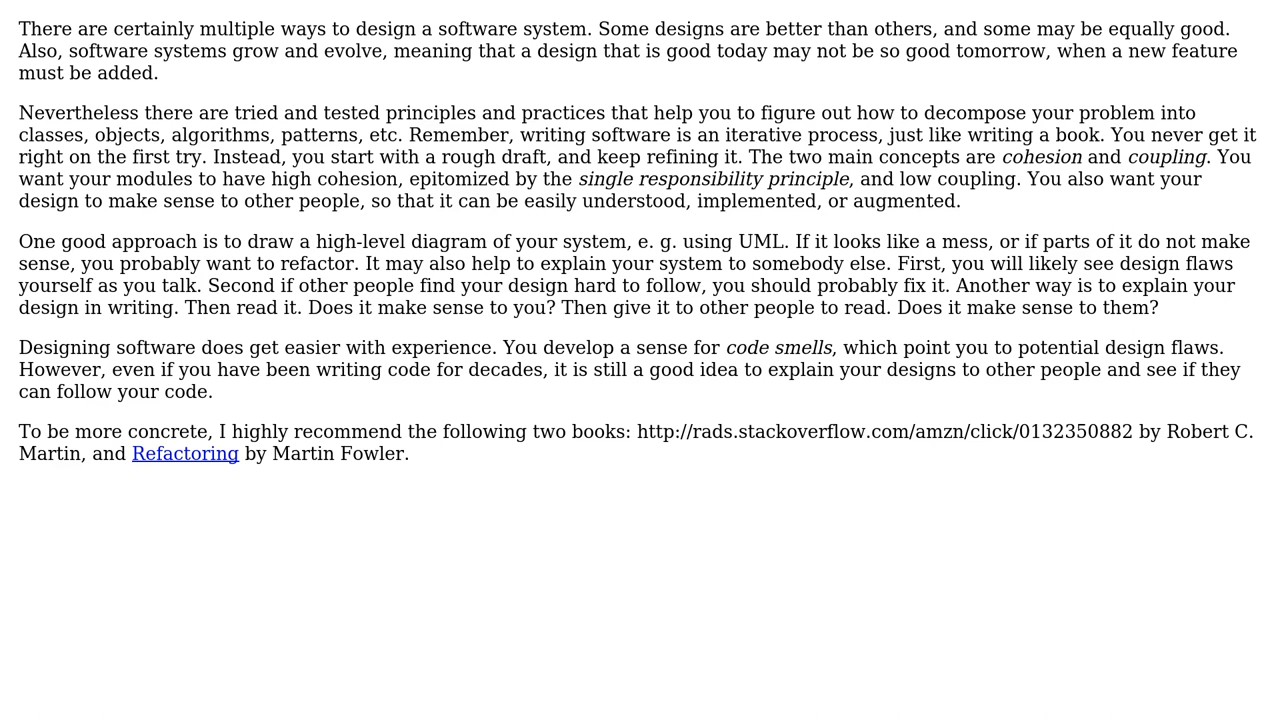 There are certainly multiple ways to design a software system. Some designs are better than others, and some may be equally good.
Also, software systems grow and evolve, meaning that a design that is good today may not be so good tomorrow, when a new feature
must be added.
Nevertheless there are tried and tested principles and practices that help you to figure out how to decompose your problem into
classes, objects, algorithms, patterns, etc. Remember, writing software is an iterative process, just like writing a book. You never get it
right on the first try. Instead, you start with a rough draft, and keep refining it. The two main concepts are cohesion and coupling. You
want your modules to have high cohesion, epitomized by the single responsibility principle, and low coupling. You also want your
design to make sense to other people, so that it can be easily understood, implemented, or augmented.
One good approach is to draw a high-level diagram of your system, e. g. using UML. If it looks like a mess, or if parts of it do not make
sense, you probably want to refactor. It may also help to explain your system to somebody else. First, you will likely see design flaws
yourself as you talk. Second if other people find your design hard to follow, you should probably fix it. Another way is to explain your
design in writing. Then read it. Does it make sense to you? Then give it to other people to read. Does it make sense to them?
Designing software does get easier with experience. You develop a sense for code smells, which point you to potential design flaws.
However, even if you have been writing code for decades, it is still a good idea to explain your designs to other people and see if they
can follow your code.
To be more concrete, I highly recommend the following two books: http://rads.stackoverflow.com/amzn/click/0132350882 by Robert C.
Martin, and Refactoring by Martin Fowler.